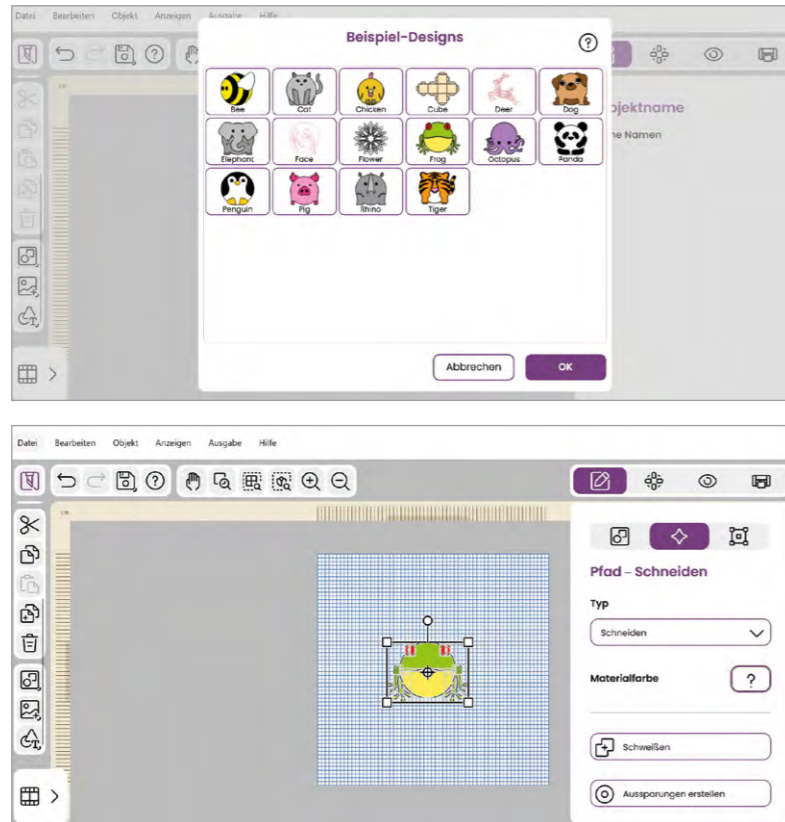 Datei Bearbeiten Objekt Anzeigen Ausgabe Hilfe
Beispiel-Designs
Bee Cat Chicken Cube Deer Dog
Elephant Face Flower Frog Octopus Panda
Penguin Pig Rhino Tiger
bjektname
ne Namen
Abbrechen OK
Datei Bearbeiten Objekt Anzeigen Ausgabe Hilfe
Pfad – Schneiden
Typ
Schneiden
Materialfarbe ?
Schweißen
Aussparungen erstellen